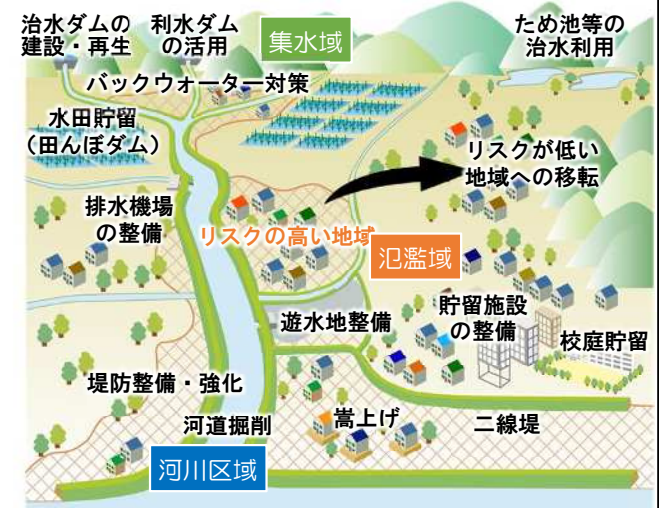 治水ダムの
建設・再生
利水ダム
の活用
集水域
ため池等の
治水利用
バックウォーター対策
水田貯留
（田んぼダム）
リスクが低い
地域への移転
排水機場
の整備
リスクの高い地域
氾濫域
貯留施設
の整備
遊水地整備
校庭貯留
堤防整備・強化
河道掘削
嵩上げ
二線堤
河川区域